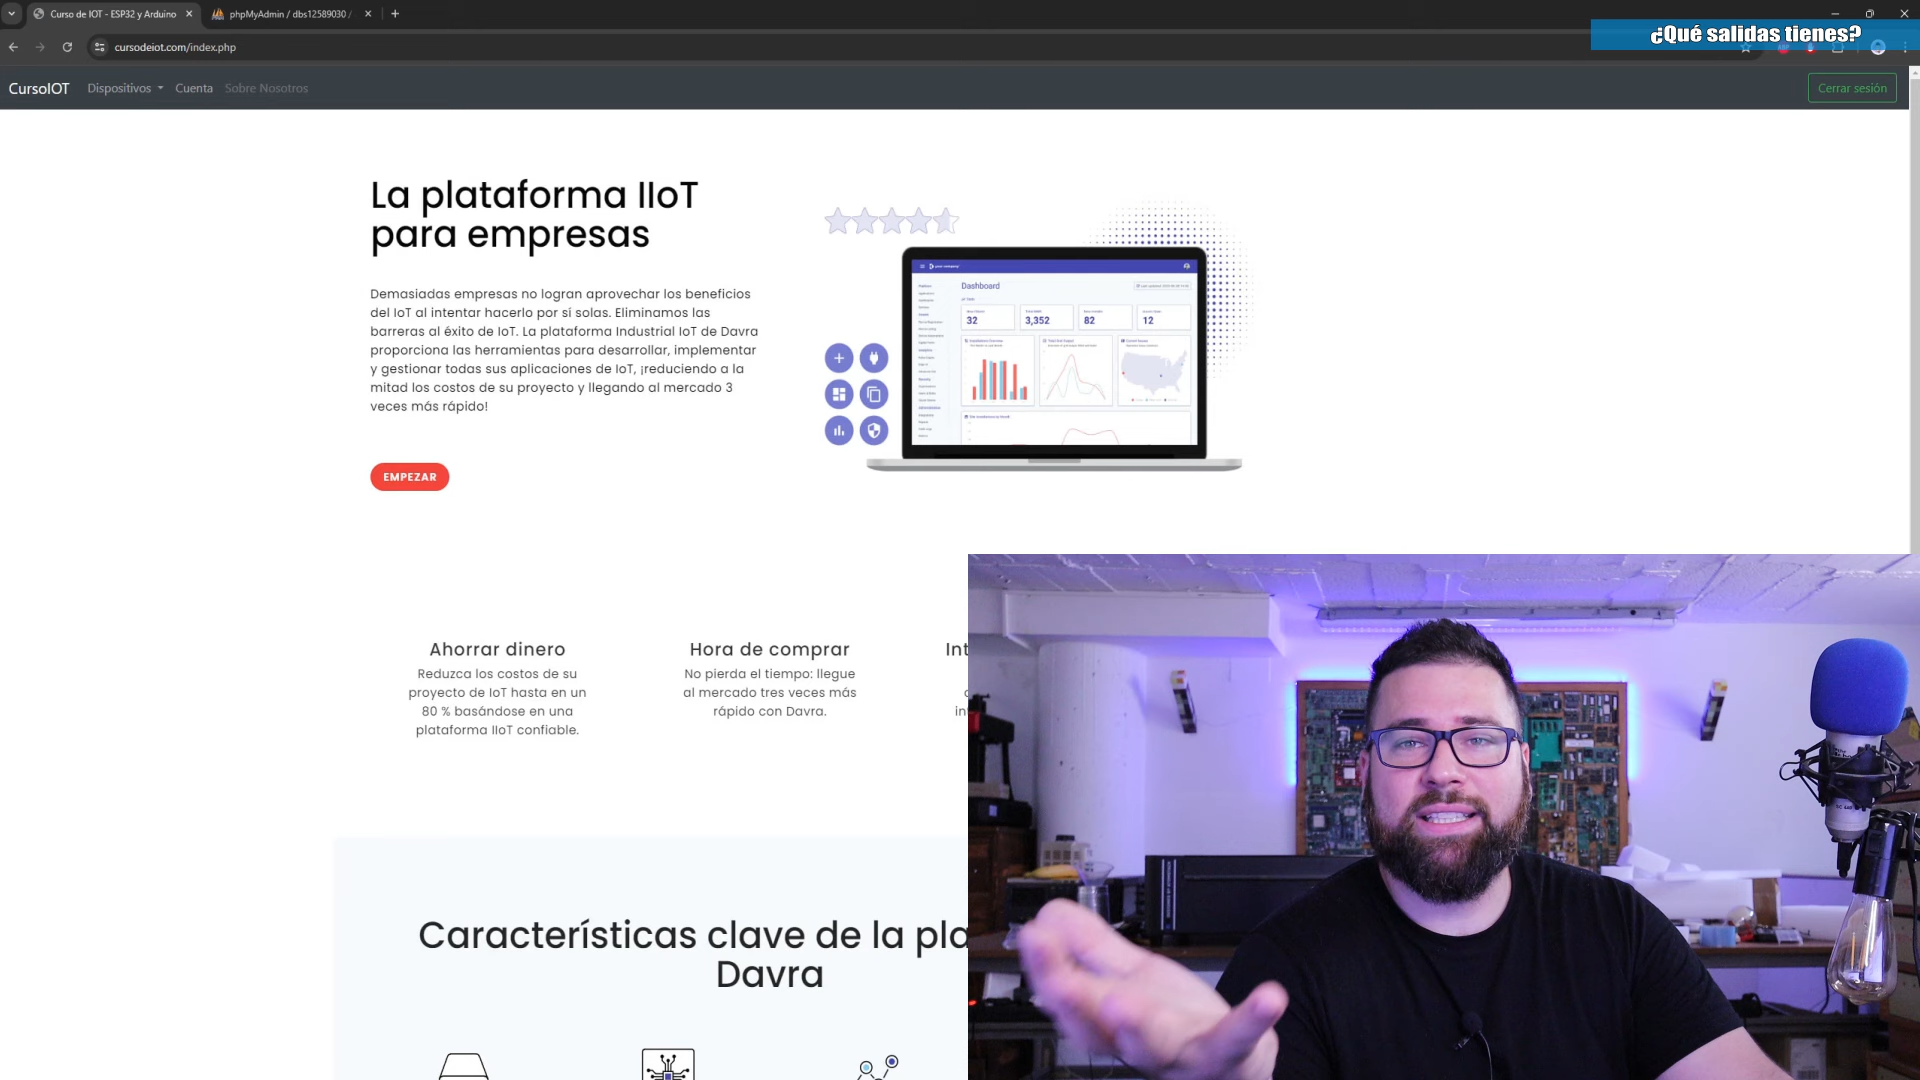 Curso de IOT - ESP32 y Arduino
phpMyAdmin / dbs12589030 /
cursodeiot.com/index.php
¿Qué salidas tienes?
CursoIOT
Dispositivos
Cuenta
Sobre Nosotros
Cerrar sesión
La plataforma IIoT
para empresas
Demasiadas empresas no logran aprovechar los beneficios
del IoT al intentar hacerlo por sí solas. Eliminamos las
barreras al éxito de IoT. La plataforma Industrial IoT de Davra
proporciona las herramientas para desarrollar, implementar
y gestionar todas sus aplicaciones de IoT, ¡reduciendo a la
mitad los costos de su proyecto y llegando al mercado 3
veces más rápido!
EMPEZAR
Dashboard
32
3,352
82
12
Ahorrar dinero
Reduzca los costos de su
proyecto de IoT hasta en un
80 % basándose en una
plataforma IIoT confiable.
Hora de comprar
No pierda el tiempo: llegue
al mercado tres veces más
rápido con Davra.
Int
Características clave de la pla
Davra